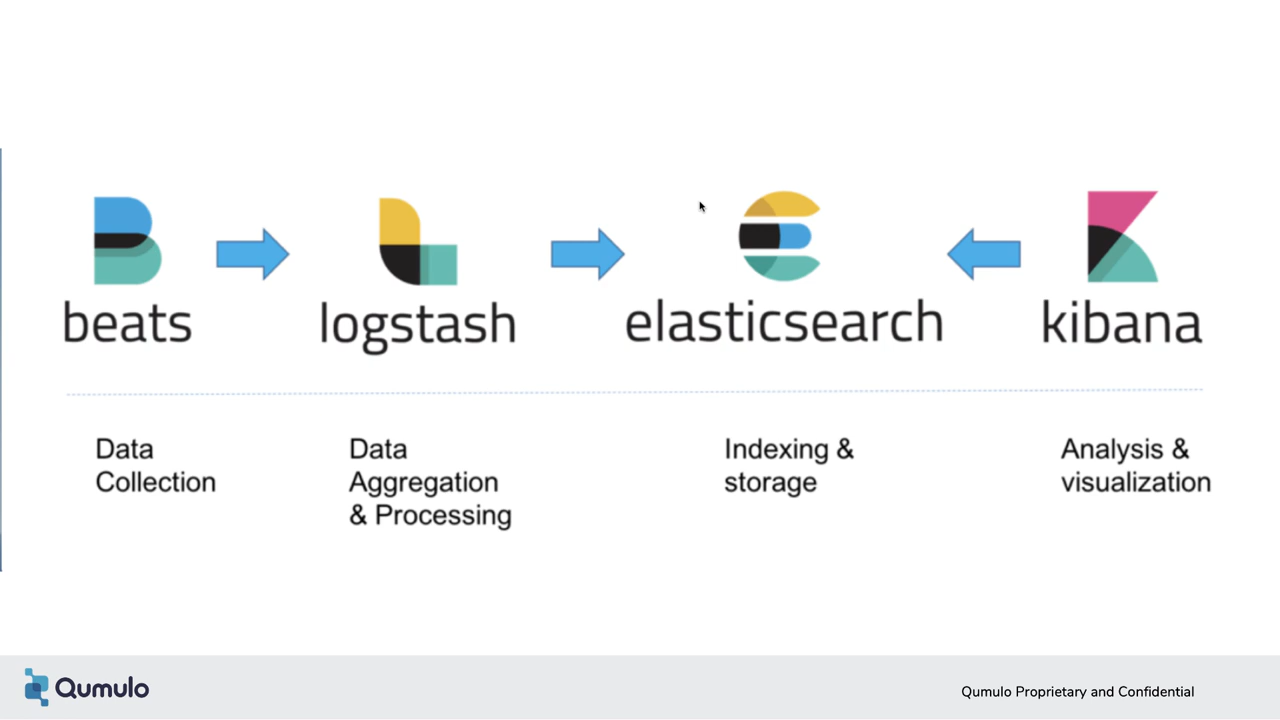 beats
logstash
elasticsearch
kibana
Data
Collection
Data
Aggregation
& Processing
Indexing &
storage
Analysis &
visualization
Qumulo
Qumulo Proprietary and Confidential